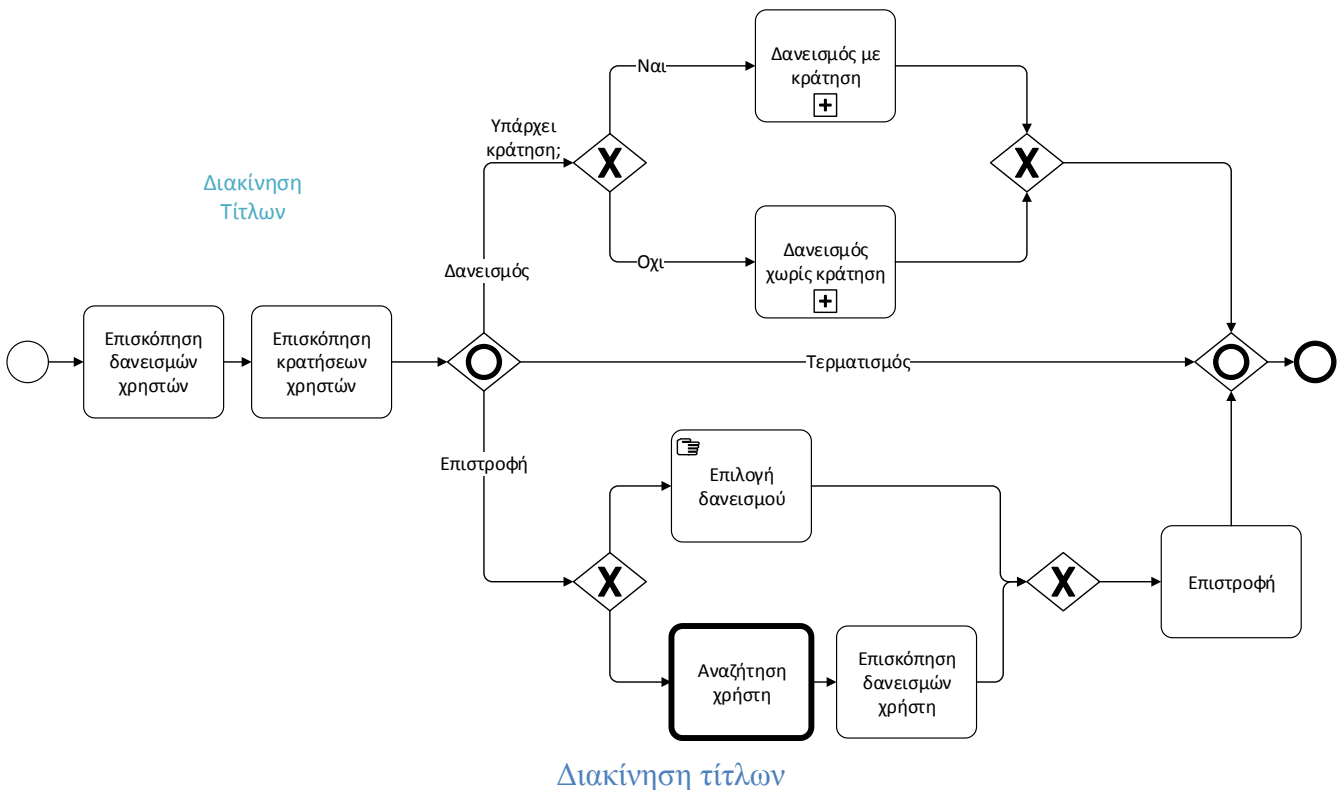 Ναι
Δανεισμός με
κράτηση
Υπάρχει
κράτηση;
Διακίνηση
Τίτλων
Οχι
Δανεισμός
χωρίς κράτηση
Δανεισμός
Επισκόπηση
δανεισμών
χρηστών
Επισκόπηση
κρατήσεων
χρηστών
Τερματισμός
Επιστροφή
Επιλογή
δανεισμού
Επιστροφή
Αναζήτηση
χρήστη
Επισκόπηση
δανεισμών
χρήστη
Διακίνηση τίτλων